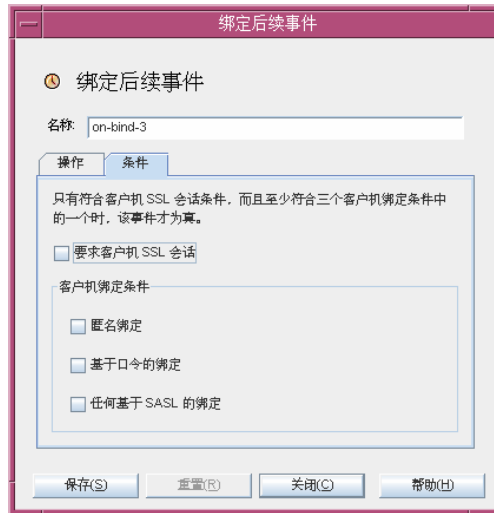 绑定后续事件
绑定后续事件
名称: on-bind-3
操作 条件
只有符合客户机 SSL 会话条件，而且至少符合三个客户机绑定条件中
的一个时，该事件才为真。
要求客户机 SSL 会话
客户机绑定条件
匿名绑定
基于口令的绑定
任何基于 SASL 的绑定
保存(S) 重置(R) 关闭(C) 帮助(H)